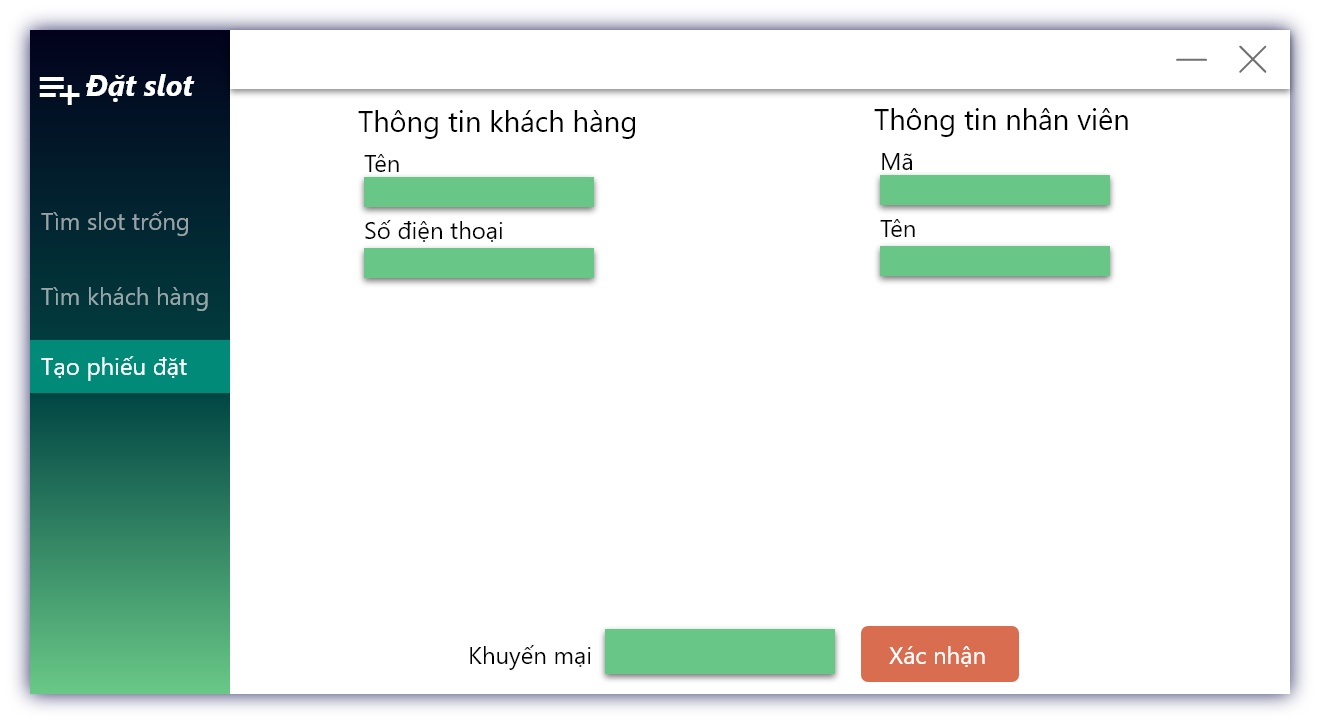 Đặt slot
Tìm slot trống
Tìm khách hàng
Tạo phiếu đặt
Thông tin khách hàng
Tên
Số điện thoại
Thông tin nhân viên
Mã
Tên
Khuyến mại
Xác nhận